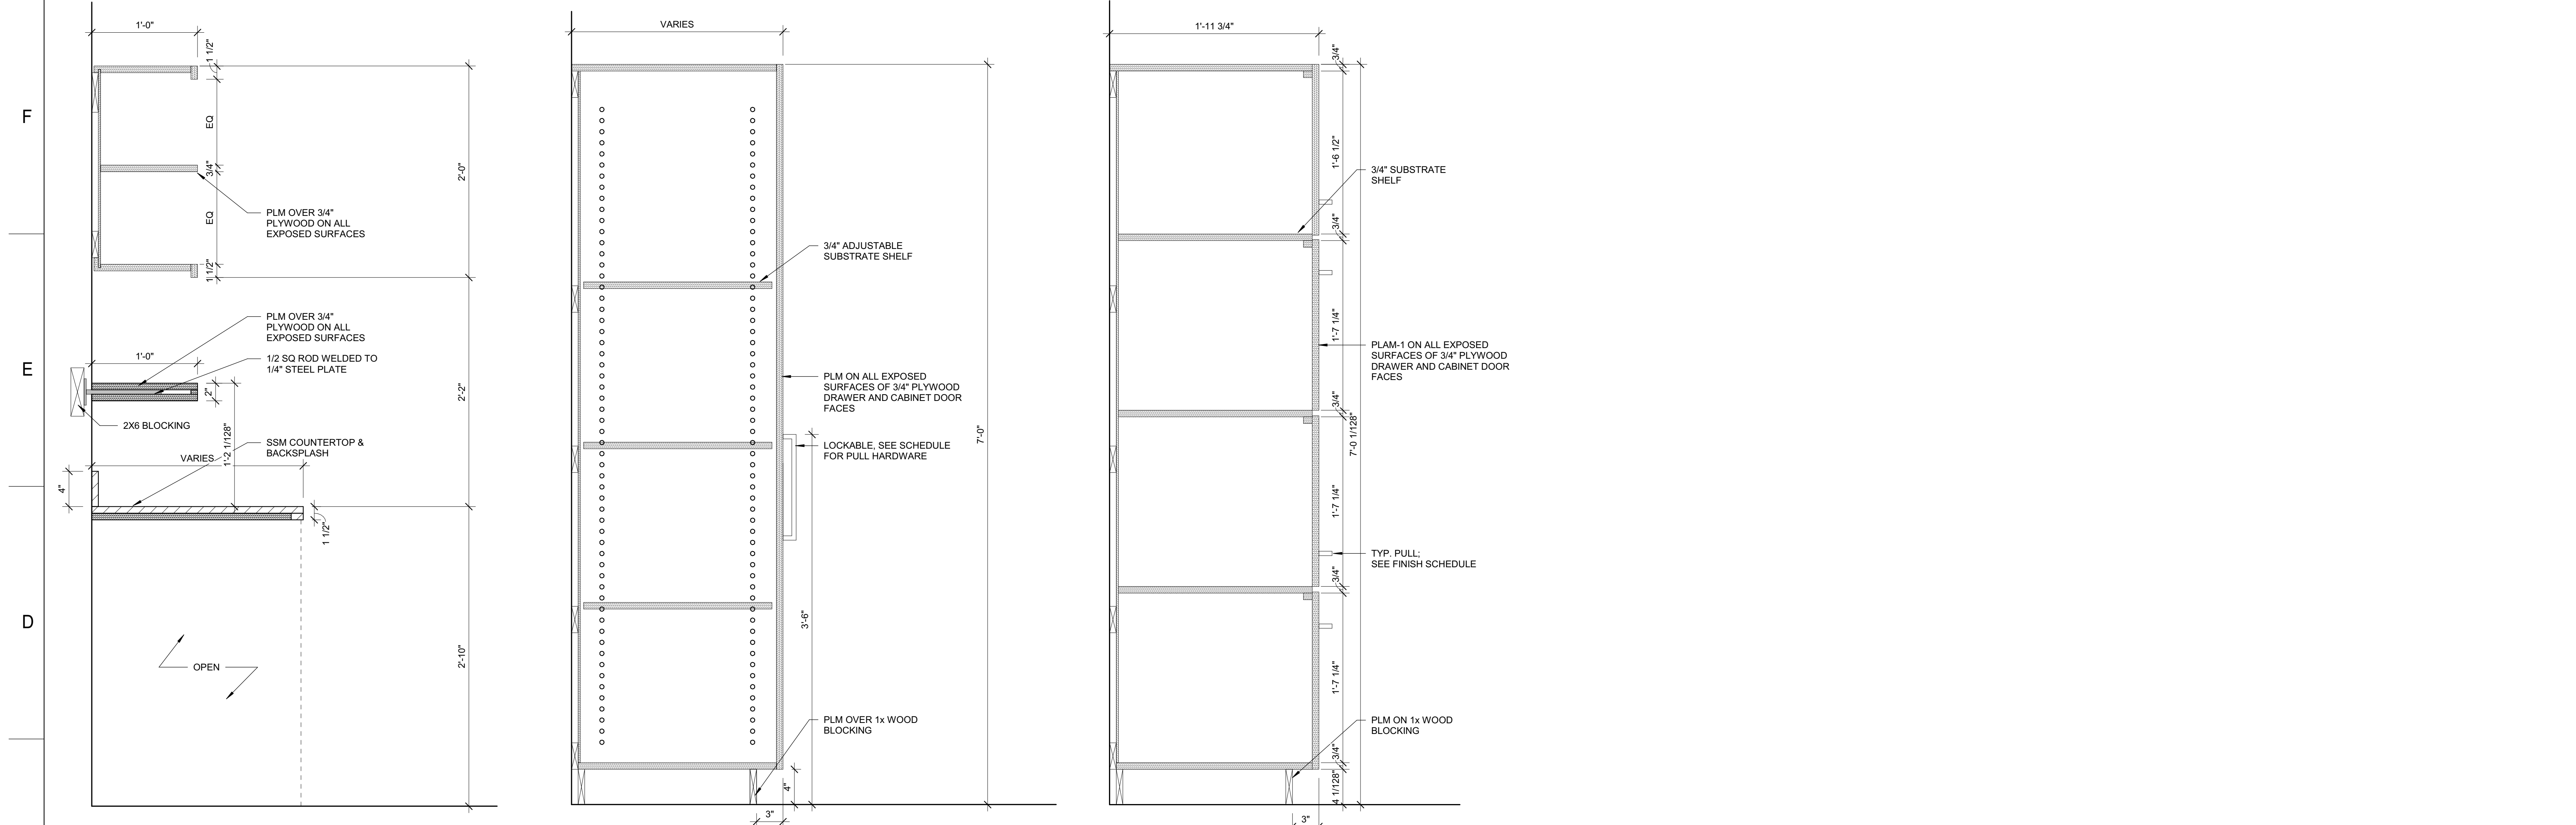 F
E
D
1'-0"
1 1/2"
EQ
3/4"
EQ
1 1/2"
2'-0"
PLM OVER 3/4"
PLYWOOD ON ALL
EXPOSED SURFACES
PLM OVER 3/4"
PLYWOOD ON ALL
EXPOSED SURFACES
1'-0"
1/2 SQ ROD WELDED TO
1/4" STEEL PLATE
2"
2'-2"
2X6 BLOCKING
1'-2 1/128"
SSM COUNTERTOP &
BACKSPLASH
VARIES
4"
1 1/2"
OPEN
2'-10"
VARIES
3/4" ADJUSTABLE
SUBSTRATE SHELF
PLM ON ALL EXPOSED
SURFACES OF 3/4" PLYWOOD
DRAWER AND CABINET DOOR
FACES
LOCKABLE, SEE SCHEDULE
FOR PULL HARDWARE
7'-0"
3'-6"
PLM OVER 1x WOOD
BLOCKING
4"
3"
1'-11 3/4"
3/4"
1'-6 1/2"
3/4" SUBSTRATE
SHELF
3/4"
1'-7 1/4"
PLAM-1 ON ALL EXPOSED
SURFACES OF 3/4" PLYWOOD
DRAWER AND CABINET DOOR
FACES
3/4"
7'-0 1/128"
1'-7 1/4"
TYP. PULL;
SEE FINISH SCHEDULE
3/4"
1'-7 1/4"
PLM ON 1x WOOD
BLOCKING
3/4"
4 1/128"
3"